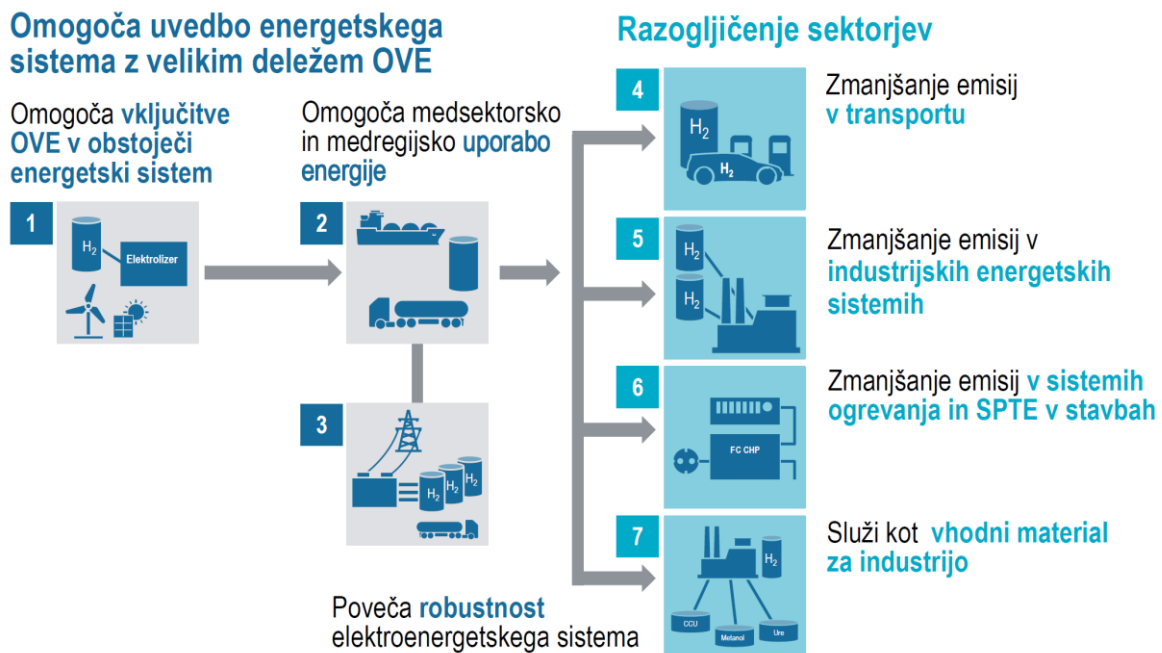 Omogoča uvedbo energetskega
sistema z velikim deležem OVE
Omogoča vključitve
OVE v obstoječi
energetski sistem
1
H2
Elektrolizer
Omogoča medsektorsko
in medregijsko uporabo
energije
2
3
H2
H2
H2
Poveča robustnost
elektroenergetskega sistema
Razogljičenje sektorjev
4
H2
H2
Zmanjšanje emisij
v transportu
5
H2
H2
Zmanjšanje emisij v
industrijskih energetskih
sistemih
6
FC CHP
Zmanjšanje emisij v sistemih
ogrevanja in SPTE v stavbah
7
H2
CCU
Metanol
Ure
Služi kot vhodni material
za industrijo